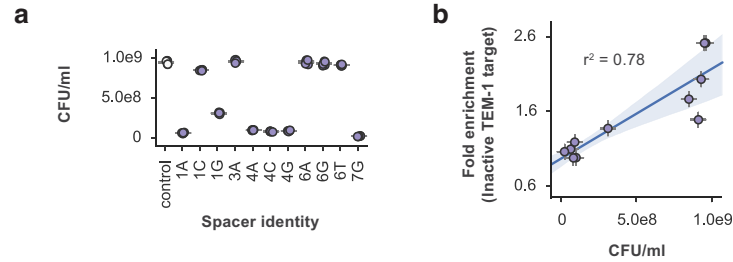 a
CFU/ml
1.0e9
5.0e8
0
control
1A
1C
1G
3A
4A
4C
4G
6A
6G
6T
7G
Spacer identity
b
Fold enrichment
(Inactive TEM-1 target)
2.6
1.6
0.6
r² = 0.78
0
5.0e8
1.0e9
CFU/ml